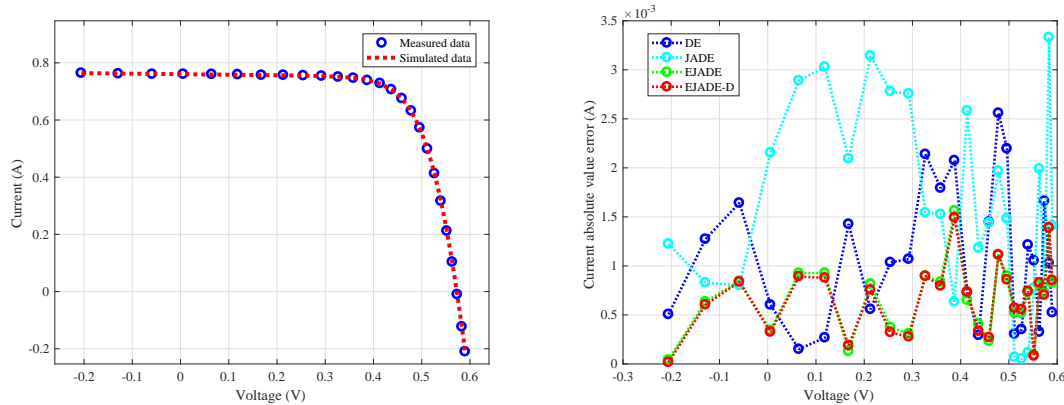 0.8
0.6
0.4
0.2
0
-0.2
Current (A)
-0.2 -0.1 0 0.1 0.2 0.3 0.4 0.5 0.6
Voltage (V)
Measured data
Simulated data
×10⁻³
3.5
3
2.5
2
1.5
1
0.5
0
Current absolute value error (A)
-0.3 -0.2 -0.1 0 0.1 0.2 0.3 0.4 0.5 0.6
Voltage (V)
DE
JADE
EJADE
EJADE-D